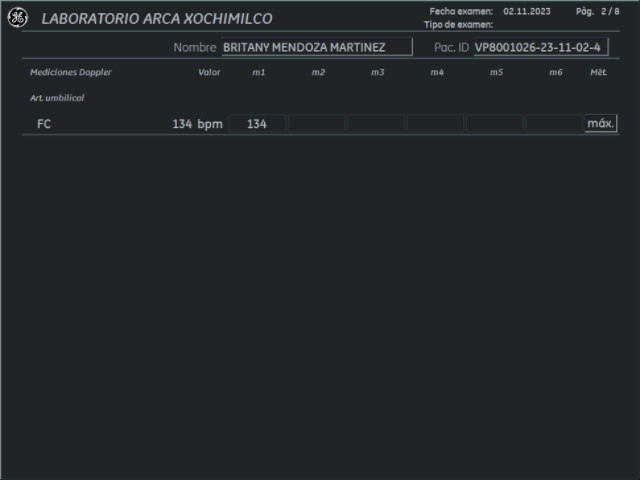 Fecha examen: 02.11.2023 Pàg. 2 / 8
LABORATORIO ARCA XOCHIMILCO
Tipo de examen:
Nombre BRITANY MENDOZA MARTINEZ Pac. ID VP8001026-23-11-02-4
Mediciones Doppler Valor m1 m2 m3 m4 m5 m6 Mèt.
Art. umbilical
FC 134 bpm 134 máx.